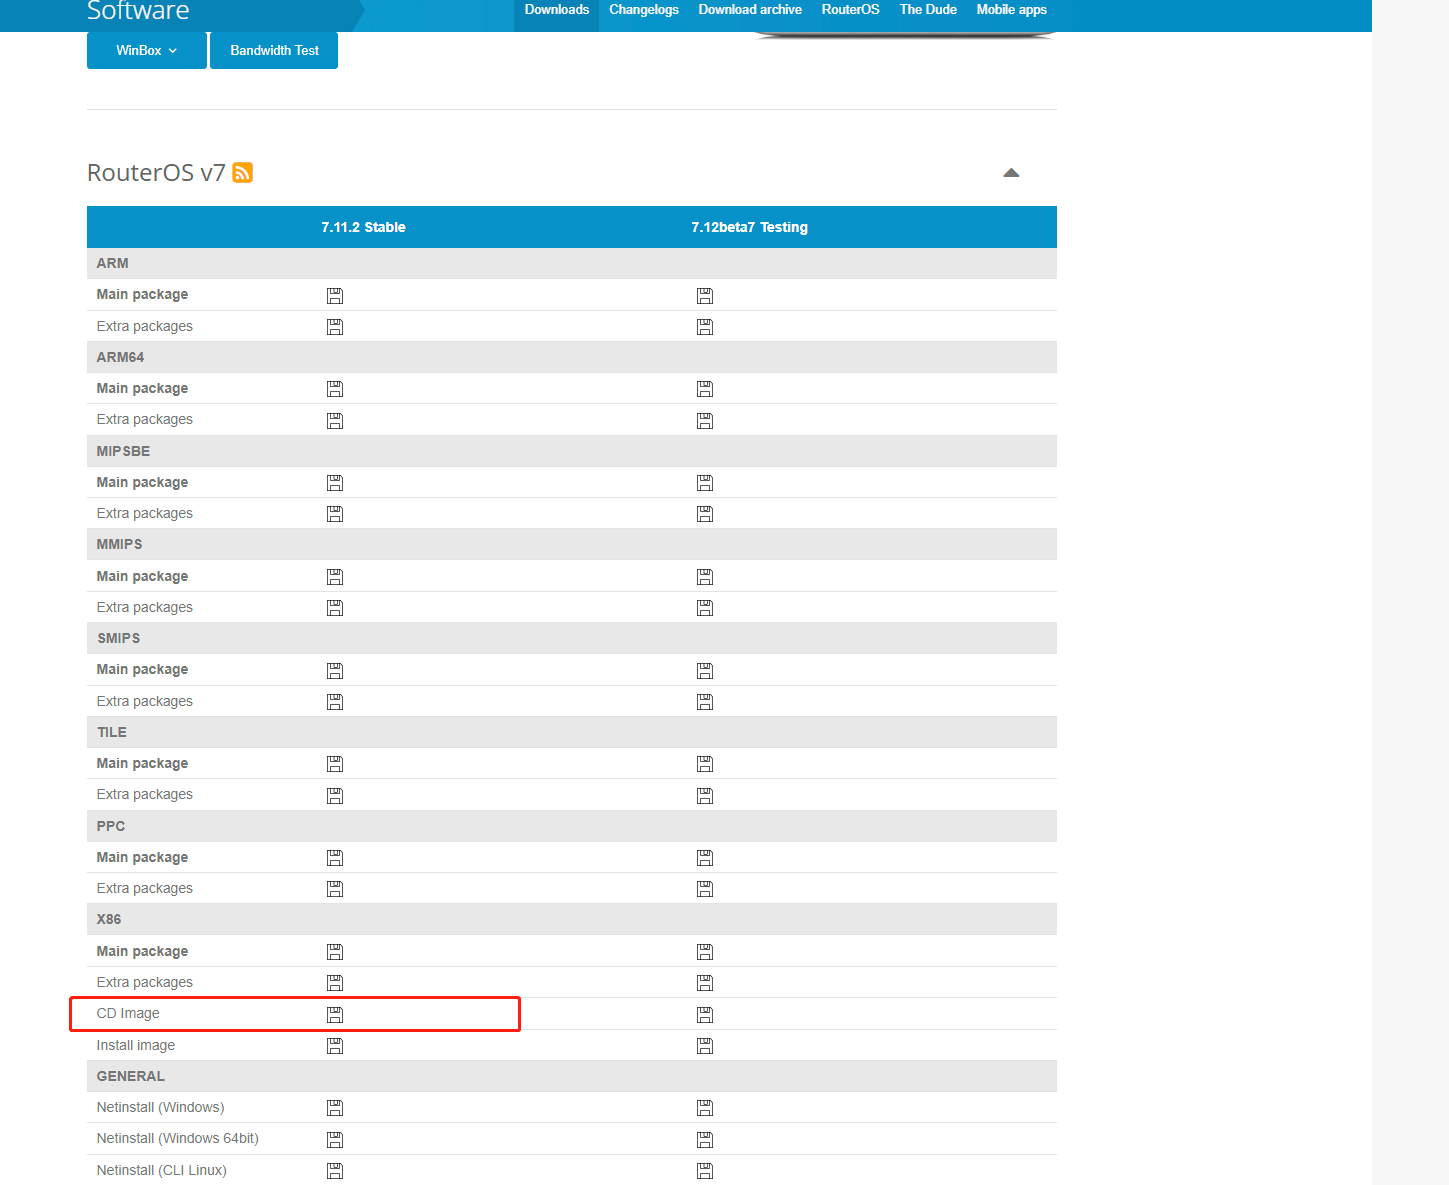 Software
Downloads Changelogs Download archive RouterOS The Dude Mobile apps
WinBox Bandwidth Test
RouterOS v7
7.11.2 Stable 7.12beta7 Testing
ARM
Main package
Extra packages
ARM64
Main package
Extra packages
MIPSBE
Main package
Extra packages
MMIPS
Main package
Extra packages
SMIPS
Main package
Extra packages
TILE
Main package
Extra packages
PPC
Main package
Extra packages
X86
Main package
Extra packages
CD Image
Install image
GENERAL
Netinstall (Windows)
Netinstall (Windows 64bit)
Netinstall (CLI Linux)